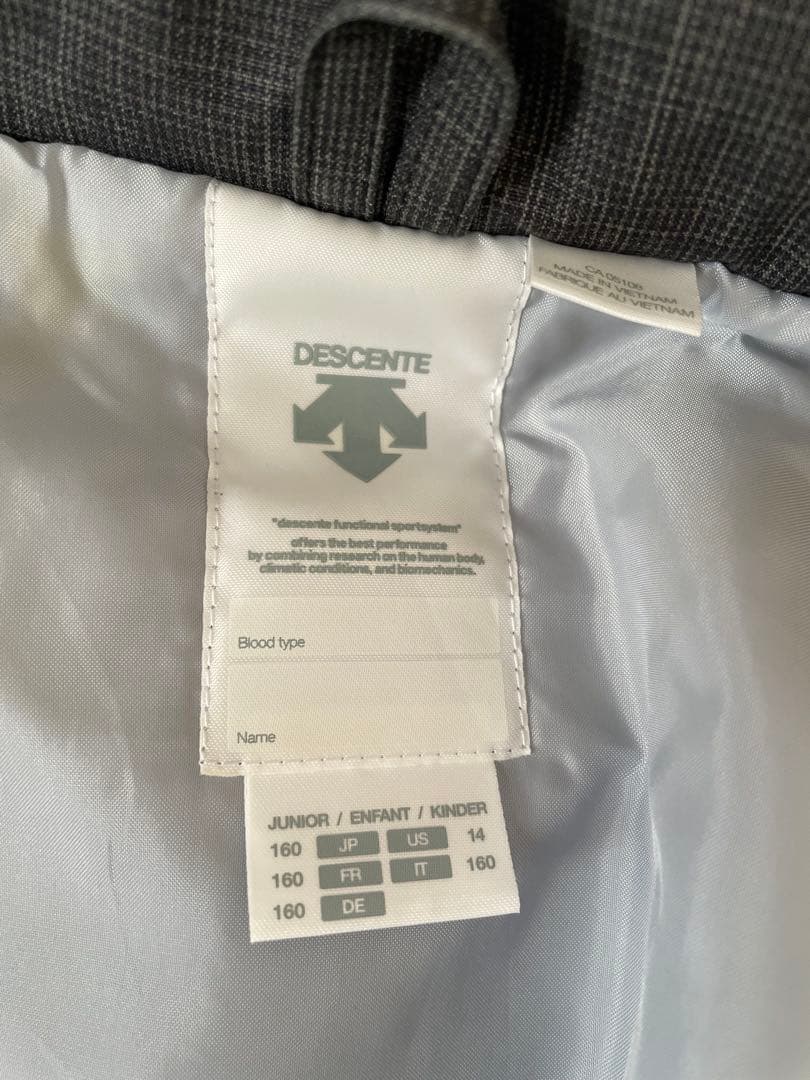 CA 05106
MADE IN VIETNAM
FABRIQUE AU VIETNAM
DESCENTE
"descente functional sportsystem"
offers the best performance
by combining research on the human body,
climatic conditions, and biomechanics.
Blood type
Name
JUNIOR / ENFANT / KINDER
160 JP US 14
160 FR IT 160
160 DE